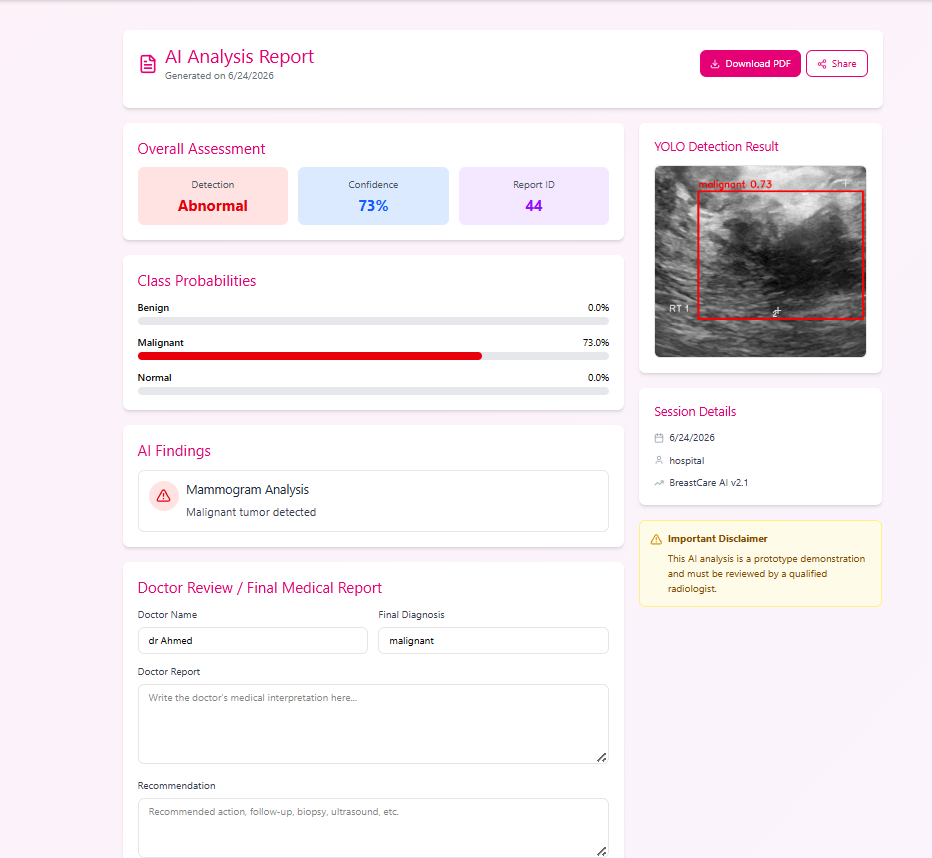 AI Analysis Report
Generated on 6/24/2026
Download PDF
Share
Overall Assessment
Detection
Abnormal
Confidence
73%
Report ID
44
Class Probabilities
Benign
0.0%
Malignant
73.0%
Normal
0.0%
AI Findings
Mammogram Analysis
Malignant tumor detected
Doctor Review / Final Medical Report
Doctor Name
dr Ahmed
Final Diagnosis
malignant
Doctor Report
Write the doctor's medical interpretation here...
Recommendation
Recommended action, follow-up, biopsy, ultrasound, etc.
YOLO Detection Result
malignant 0.73
RT 1
2
Session Details
6/24/2026
hospital
BreastCare AI v2.1
Important Disclaimer
This AI analysis is a prototype demonstration
and must be reviewed by a qualified
radiologist.